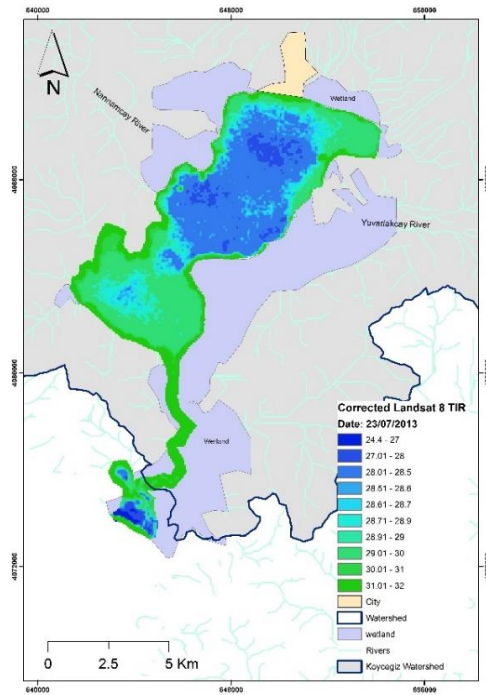 640000 648000 656000
N
Wetland
Namnamcay River
Yuvarlakcay River
4080000
Wetland
4072000
Corrected Landsat 8 TIR
Date: 23/07/2013
24.4 - 27
27.01 - 28
28.01 - 28.5
28.51 - 28.6
28.61 - 28.7
28.71 - 28.9
28.91 - 29
29.01 - 30
30.01 - 31
31.01 - 32
City
Watershed
wetland
Rivers
Koycegiz Watershed
0 2.5 5 Km
640000 648000 656000